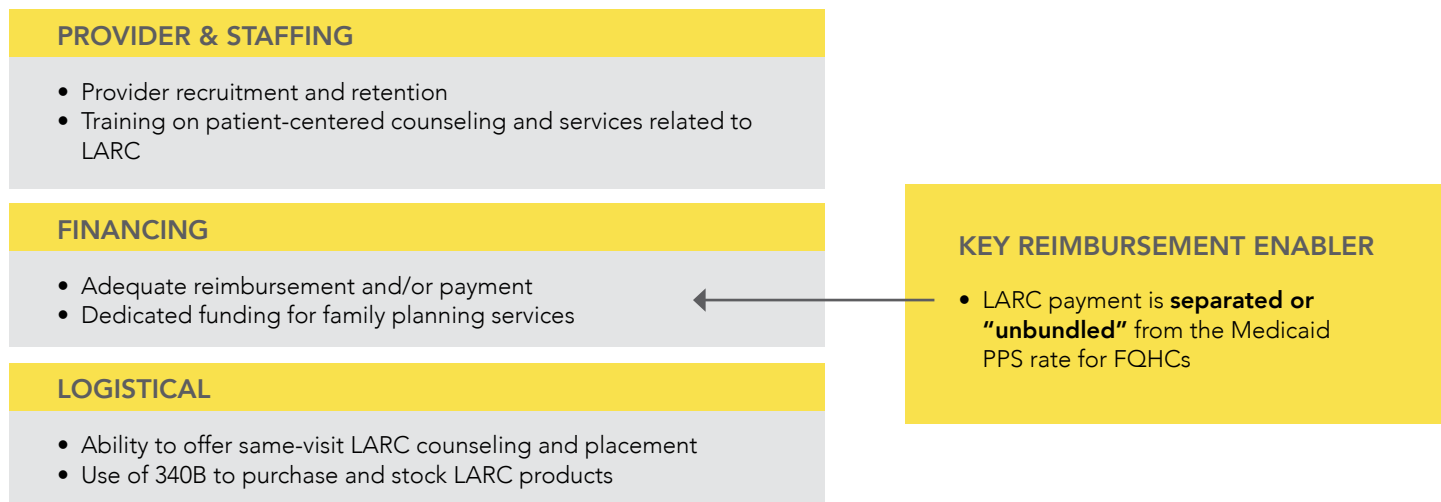 PROVIDER & STAFFING
• Provider recruitment and retention
• Training on patient-centered counseling and services related to
LARC
FINANCING
• Adequate reimbursement and/or payment
• Dedicated funding for family planning services
LOGISTICAL
• Ability to offer same-visit LARC counseling and placement
• Use of 340B to purchase and stock LARC products
KEY REIMBURSEMENT ENABLER
• LARC payment is separated or
“unbundled” from the Medicaid
PPS rate for FQHCs